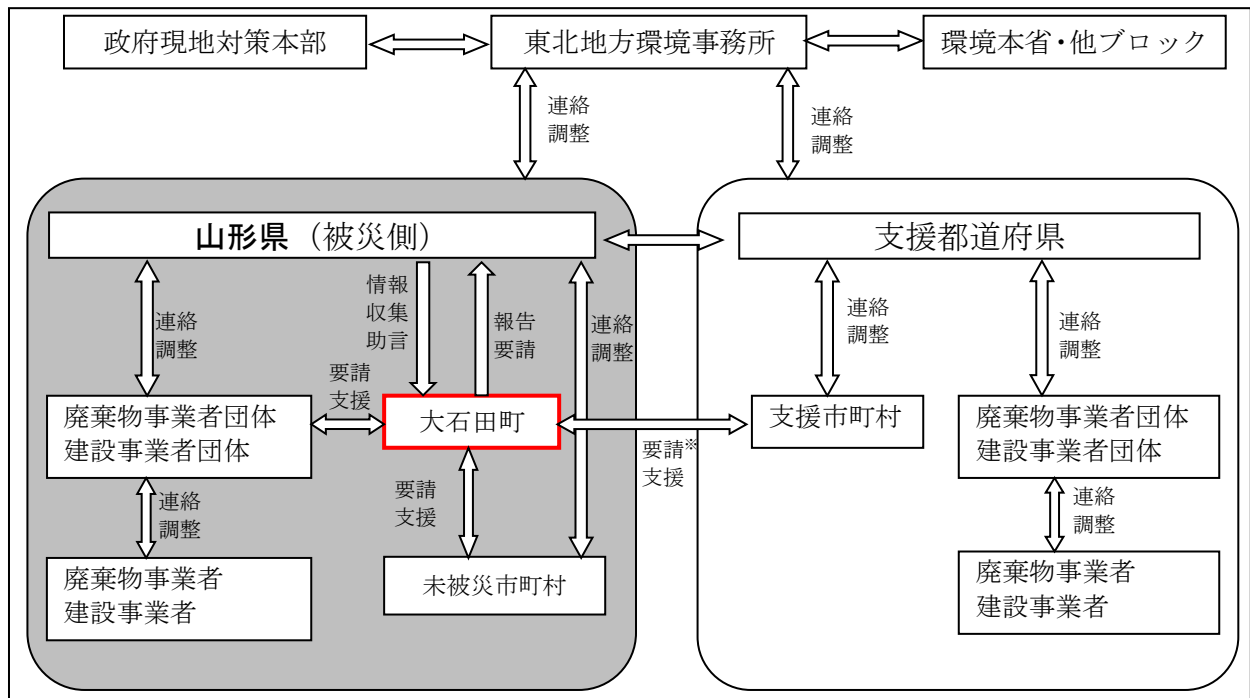 政府現地対策本部
東北地方環境事務所
環境本省・他ブロック
連絡
調整
連絡
調整
山形県（被災側）
支援都道府県
連絡
調整
情報
収集
助言
報告
要請
連絡
調整
連絡
調整
連絡
調整
要請
支援
廃棄物事業者団体
建設事業者団体
大石田町
要請※
支援
支援市町村
廃棄物事業者団体
建設事業者団体
連絡
調整
要請
支援
連絡
調整
廃棄物事業者
建設事業者
未被災市町村
廃棄物事業者
建設事業者